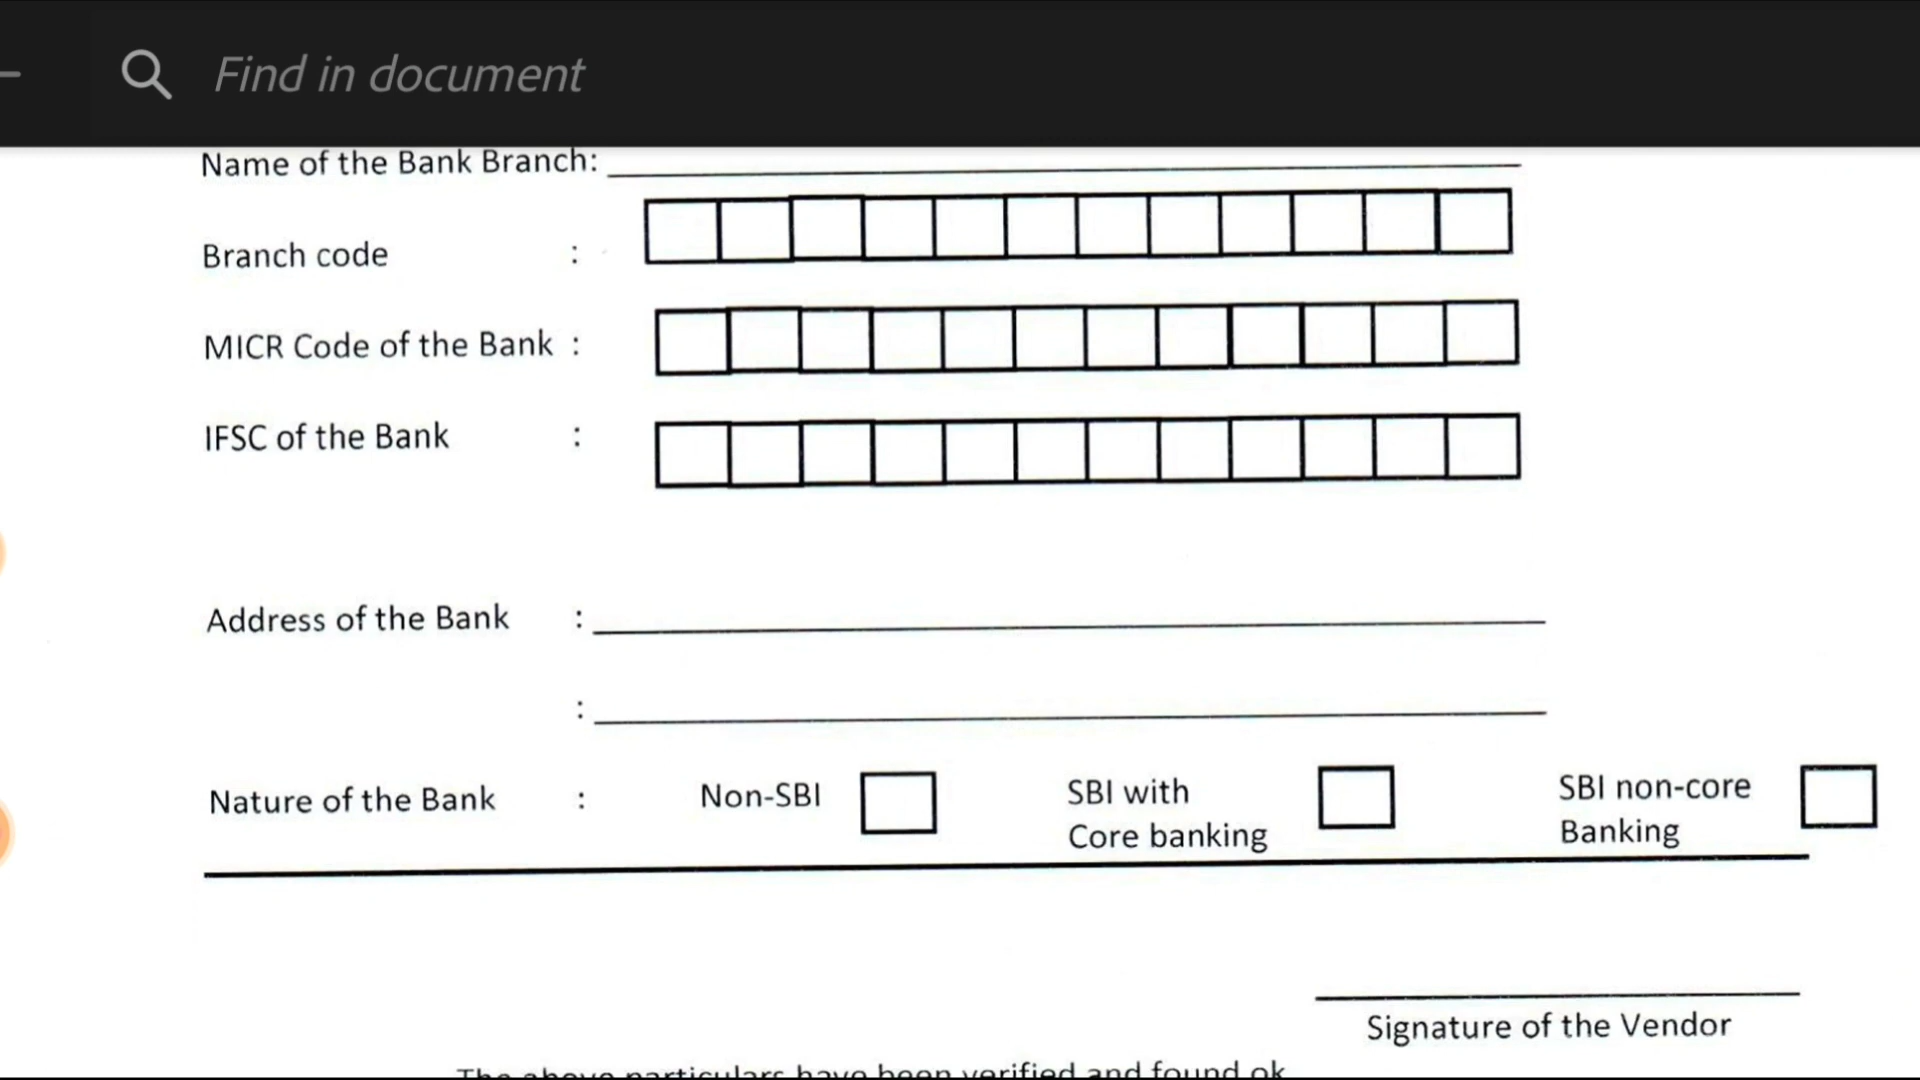 Find in document
Name of the Bank Branch:
Branch code :
MICR Code of the Bank :
IFSC of the Bank :
Address of the Bank :
:
Nature of the Bank : Non-SBI SBI with Core banking SBI non-core Banking
Signature of the Vendor
The above particulars have been verified and found ok